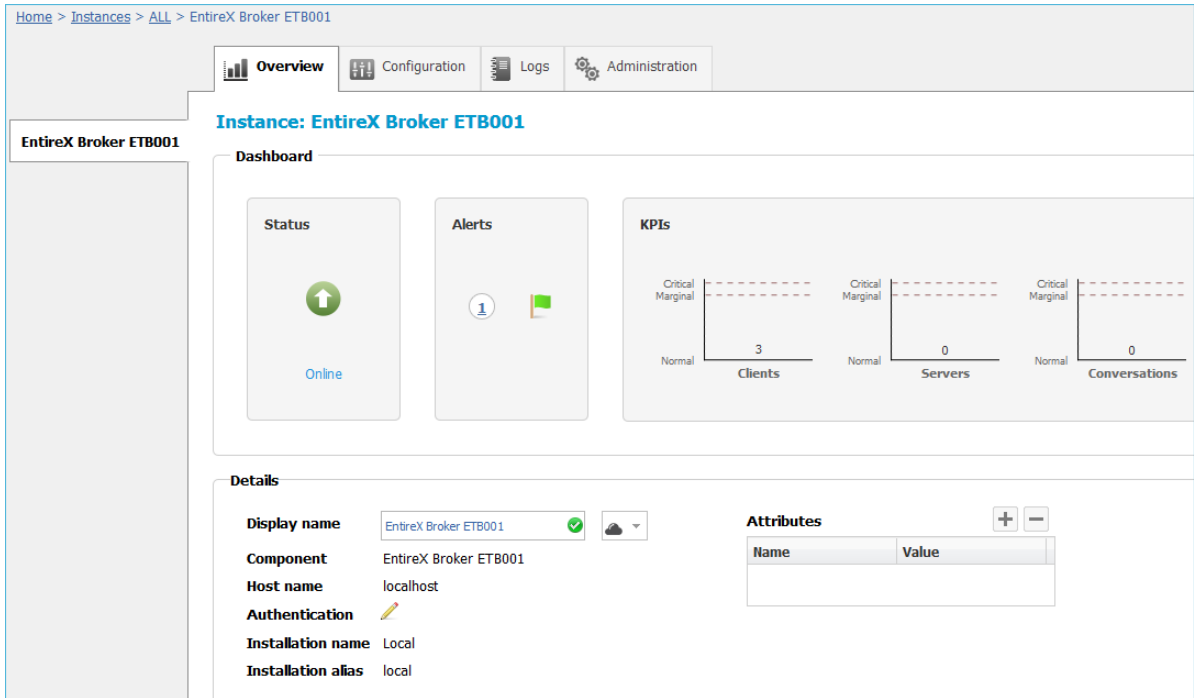 Home > Instances > ALL > EntireX Broker ETB001
Overview
Configuration
Logs
Administration
EntireX Broker ETB001
Instance: EntireX Broker ETB001
Dashboard
Status
Online
Alerts
1
KPIs
Critical
Marginal
Normal
3
Clients
Critical
Marginal
Normal
0
Servers
Critical
Marginal
Normal
0
Conversations
Details
Display name EntireX Broker ETB001
Component EntireX Broker ETB001
Host name localhost
Authentication
Installation name Local
Installation alias local
Attributes
Name Value